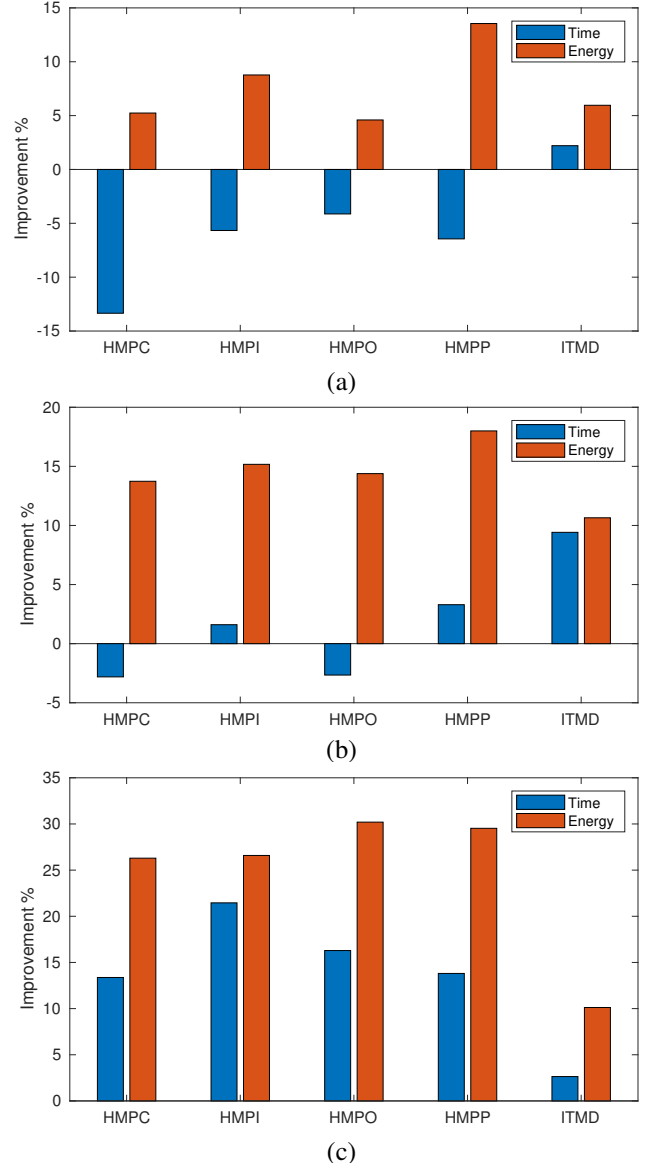 15
10
5
0
-5
-10
-15
Improvement %
Time
Energy
HMPC HMPI HMPO HMPP ITMD
(a)
20
15
10
5
0
-5
Improvement %
Time
Energy
HMPC HMPI HMPO HMPP ITMD
(b)
35
30
25
20
15
10
5
0
Improvement %
Time
Energy
HMPC HMPI HMPO HMPP ITMD
(c)